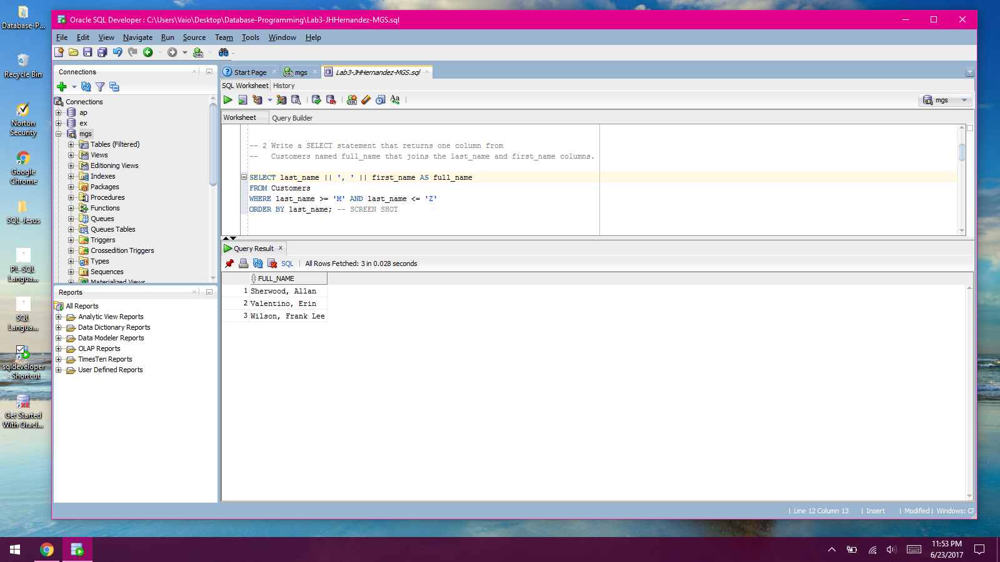 Database-P...
Recycle Bin
Norton
Security
Google
Chrome
SQL-Jesus
PL-SQL
Langua...
SQL
Langua...
sqldeveloper
- Shortcut
Get Started
With Oracl...
Oracle SQL Developer : C:\Users\Vaio\Desktop\Database-Programming\Lab3-JHHernandez-MGS.sql
File Edit View Navigate Run Source Team Tools Window Help
Connections
Connections
ap
ex
mgs
Tables (Filtered)
Views
Editioning Views
Indexes
Packages
Procedures
Functions
Queues
Queues Tables
Triggers
Crossedition Triggers
Types
Sequences
Materialized Views
Reports
All Reports
Analytic View Reports
Data Dictionary Reports
Data Modeler Reports
OLAP Reports
TimesTen Reports
User Defined Reports
Start Page mgs Lab3-JHHernandez-MGS.sql
SQL Worksheet History
mgs
Worksheet Query Builder
-- 2 Write a SELECT statement that returns one column from
-- Customers named full_name that joins the last_name and first_name columns.
SELECT last_name || ', ' || first_name AS full_name
FROM Customers
WHERE last_name >= 'M' AND last_name <= 'Z'
ORDER BY last_name; -- SCREEN SHOT
Query Result x
SQL | All Rows Fetched: 3 in 0.028 seconds
FULL_NAME
1 Sherwood, Allan
2 Valentino, Erin
3 Wilson, Frank Lee
| Line 12 Column 13 | Insert | Modified | Windows: CF
11:53 PM
6/23/2017